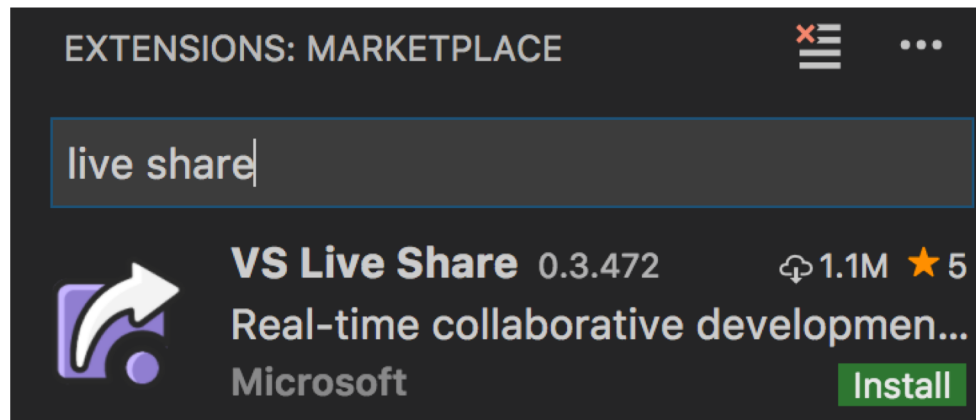 EXTENSIONS: MARKETPLACE
live share
VS Live Share 0.3.472 1.1M 5
Real-time collaborative developmen...
Microsoft Install